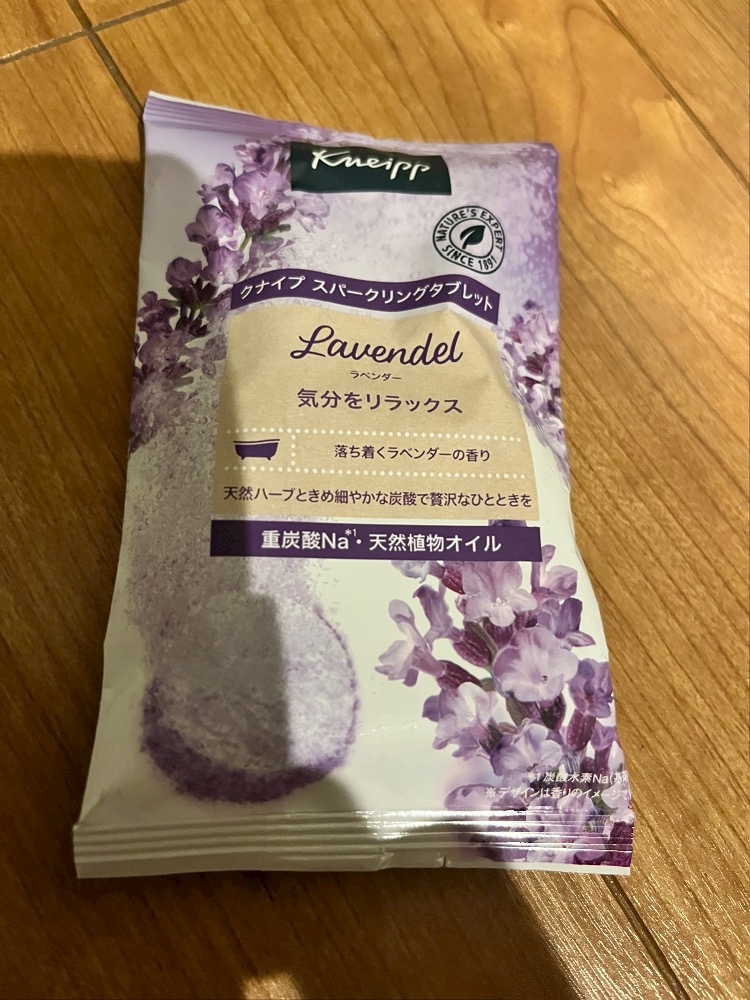 Kneipp
NATURE'S EXPERT
SINCE 1891
クナイプ スパークリングタブレット
Lavendel
ラベンダー
気分をリラックス
落ち着くラベンダーの香り
天然ハーブときめ細やかな炭酸で贅沢なひとときを
重炭酸Na*1・天然植物オイル
*1 炭酸水素Na(
※デザインは香りのイメージで